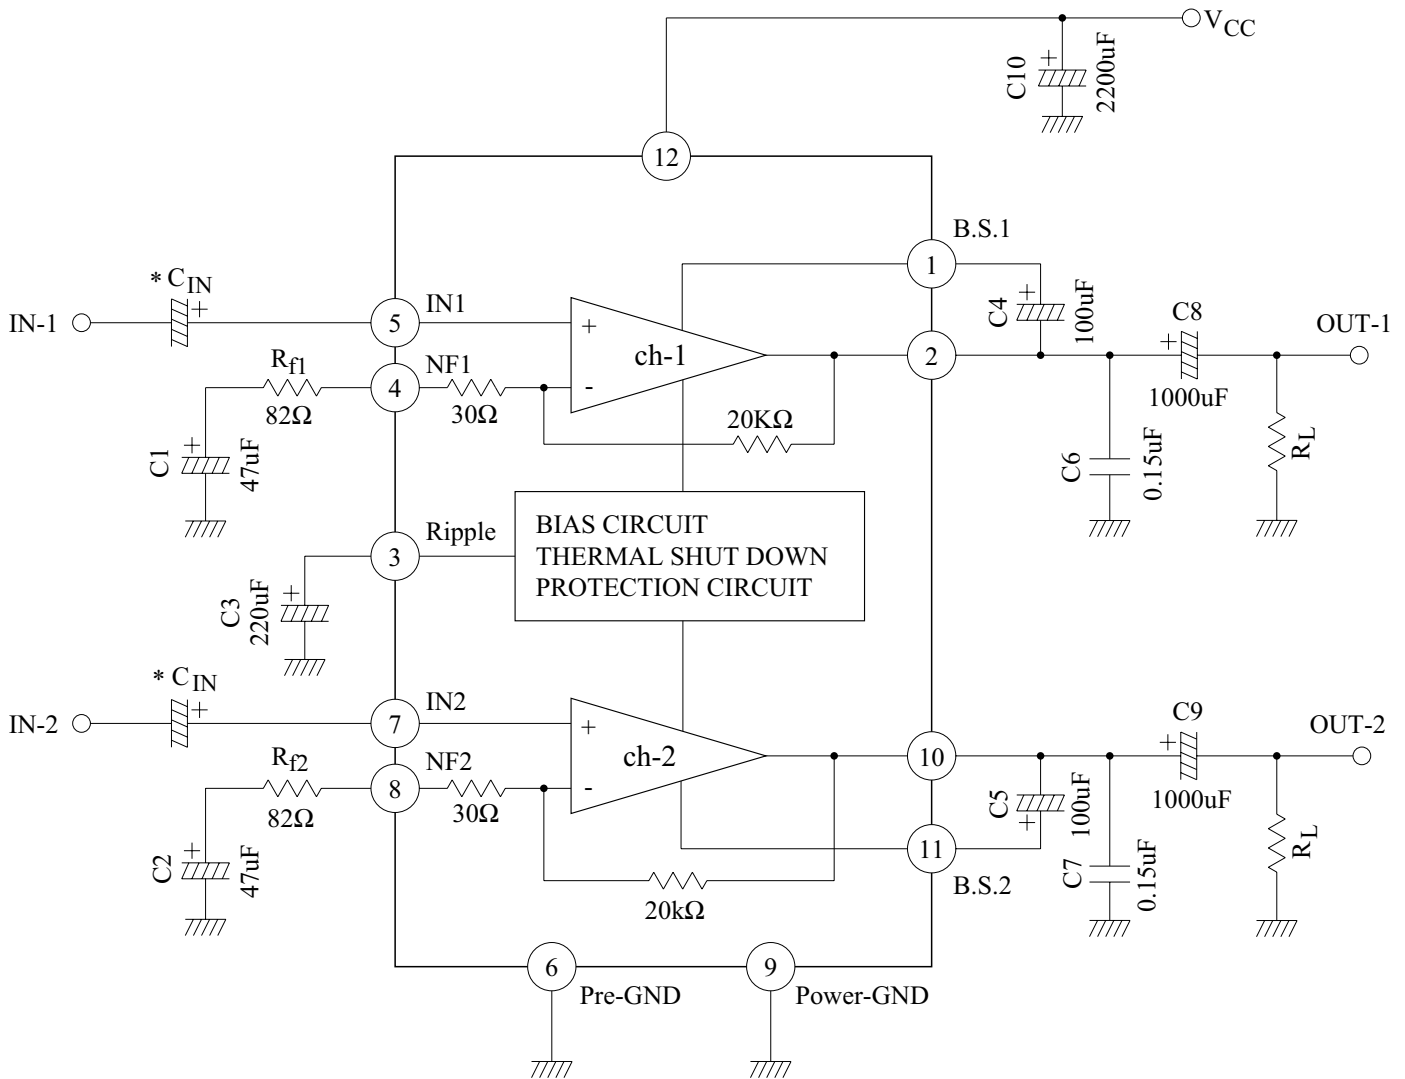 VCC
C10
2200uF
12
B.S.1
1
* CIN
IN1
IN-1
5
+
ch-1
-
C4
100uF
C8
1000uF
OUT-1
2
Rf1
82Ω
4
NF1
30Ω
20KΩ
C1
47uF
C6
0.15uF
RL
Ripple
3
BIAS CIRCUIT
THERMAL SHUT DOWN
PROTECTION CIRCUIT
C3
220uF
* CIN
IN2
IN-2
7
+
ch-2
-
10
C9
1000uF
OUT-2
Rf2
82Ω
8
NF2
30Ω
C5
100uF
11
B.S.2
C2
47uF
20kΩ
C7
0.15uF
RL
6
Pre-GND
9
Power-GND